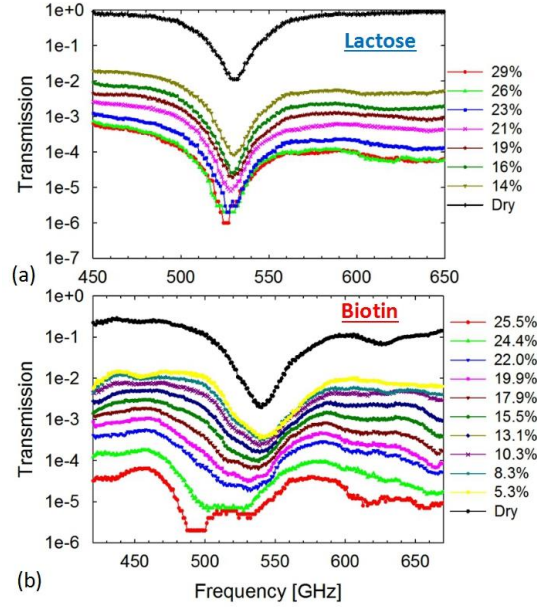 (a)
Lactose
Transmission
1e+0
1e-1
1e-2
1e-3
1e-4
1e-5
1e-6
1e-7
450 500 550 600 650
29%
26%
23%
21%
19%
16%
14%
Dry
(b)
Biotin
Transmission
1e+0
1e-1
1e-2
1e-3
1e-4
1e-5
1e-6
450 500 550 600 650
Frequency [GHz]
25.5%
24.4%
22.0%
19.9%
17.9%
15.5%
13.1%
10.3%
8.3%
5.3%
Dry